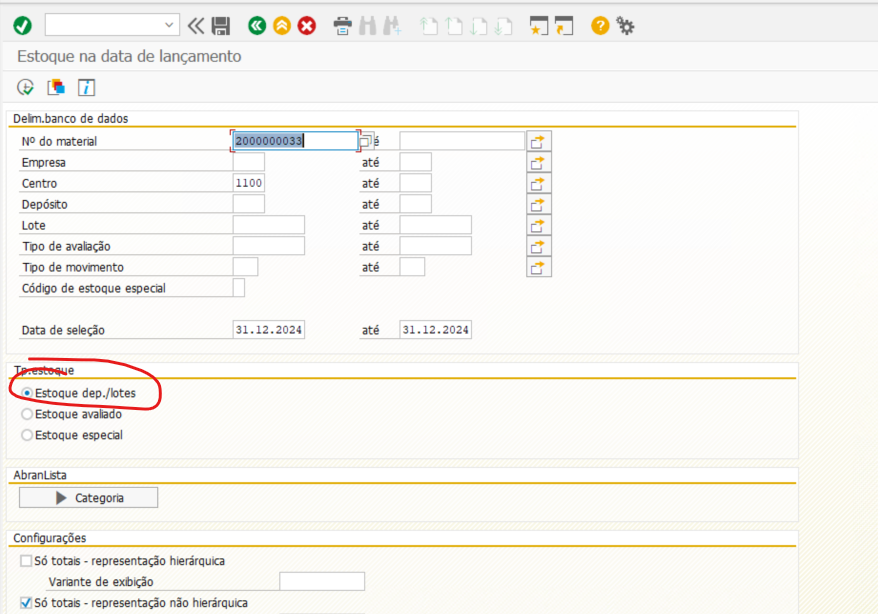 Estoque na data de lançamento
Delim.banco de dados
Nº do material 2000000033 é
Empresa até
Centro 1100 até
Depósito até
Lote até
Tipo de avaliação até
Tipo de movimento até
Código de estoque especial
Data de seleção 31.12.2024 até 31.12.2024
Tp.estoque
Estoque dep./lotes
Estoque avaliado
Estoque especial
AbranLista
Categoria
Configurações
Só totais - representação hierárquica
Variante de exibição
Só totais - representação não hierárquica